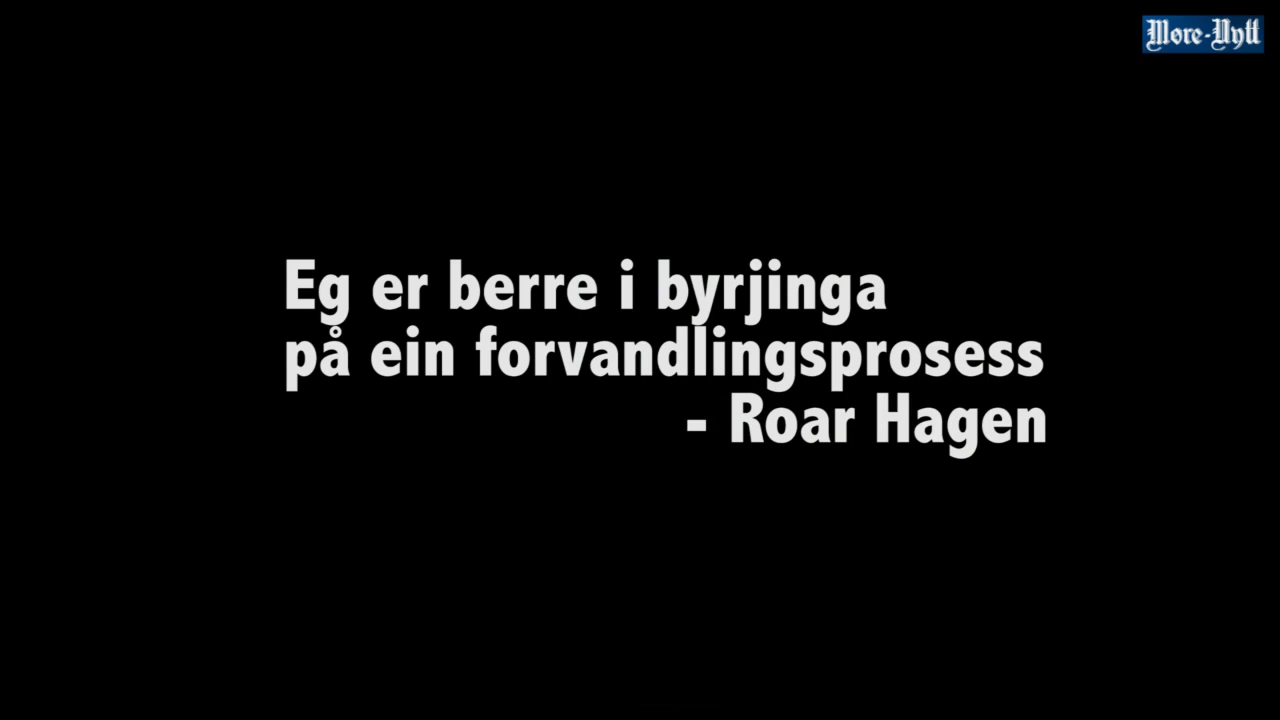 Møre-Nytt
Eg er berre i byrjinga
på ein forvandlingsprosess
- Roar Hagen